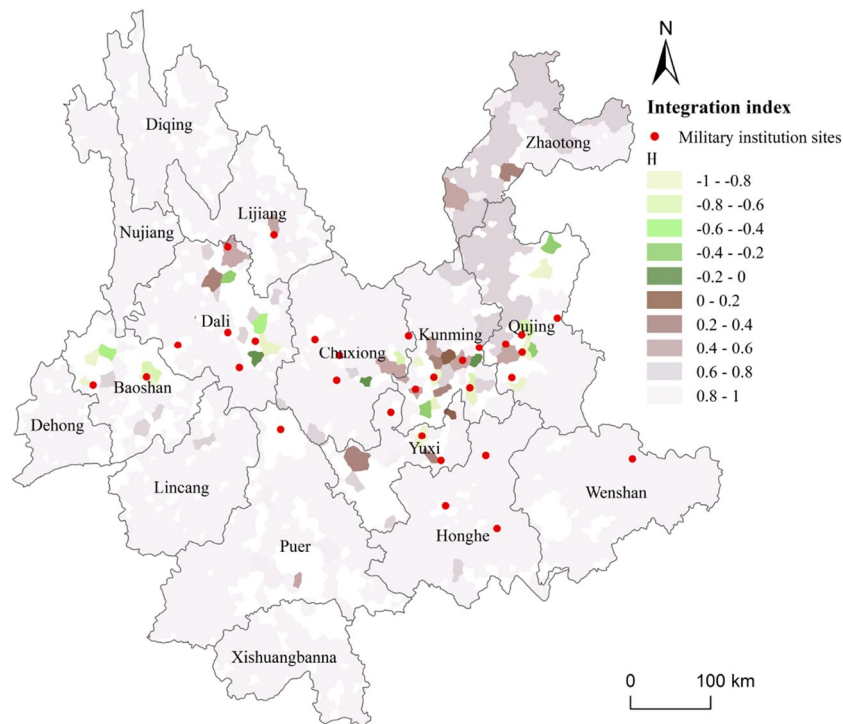 N
Integration index
Military institution sites
H
-1 - -0.8
-0.8 - -0.6
-0.6 - -0.4
-0.4 - -0.2
-0.2 - 0
0 - 0.2
0.2 - 0.4
0.4 - 0.6
0.6 - 0.8
0.8 - 1
Diqing
Zhaotong
Lijiang
Nujiang
Dali
Kunming
Qujing
Chuxiong
Baoshan
Dehong
Yuxi
Lincang
Wenshan
Honghe
Puer
Xishuangbanna
0 100 km